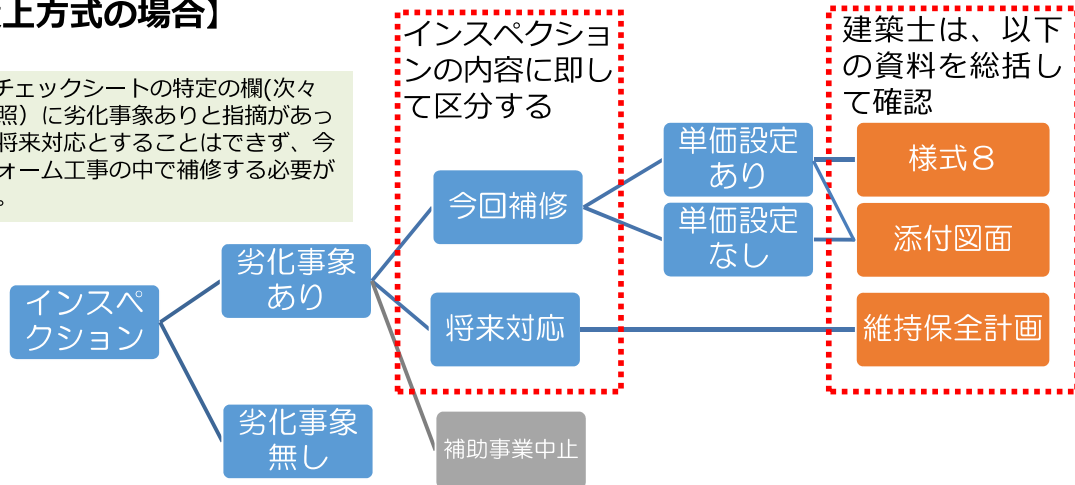 上方式の場合】
チェックシートの特定の欄(次々
照）に劣化事象ありと指摘があっ
将来対応とすることはできず、今
ォーム工事の中で補修する必要が
。
インスペクショ
ンの内容に即し
て区分する
建築士は、以下
の資料を総括し
て確認
インスペ
クション
劣化事象
あり
劣化事象
無し
今回補修
将来対応
補助事業中止
単価設定
あり
単価設定
なし
様式８
添付図面
維持保全計画